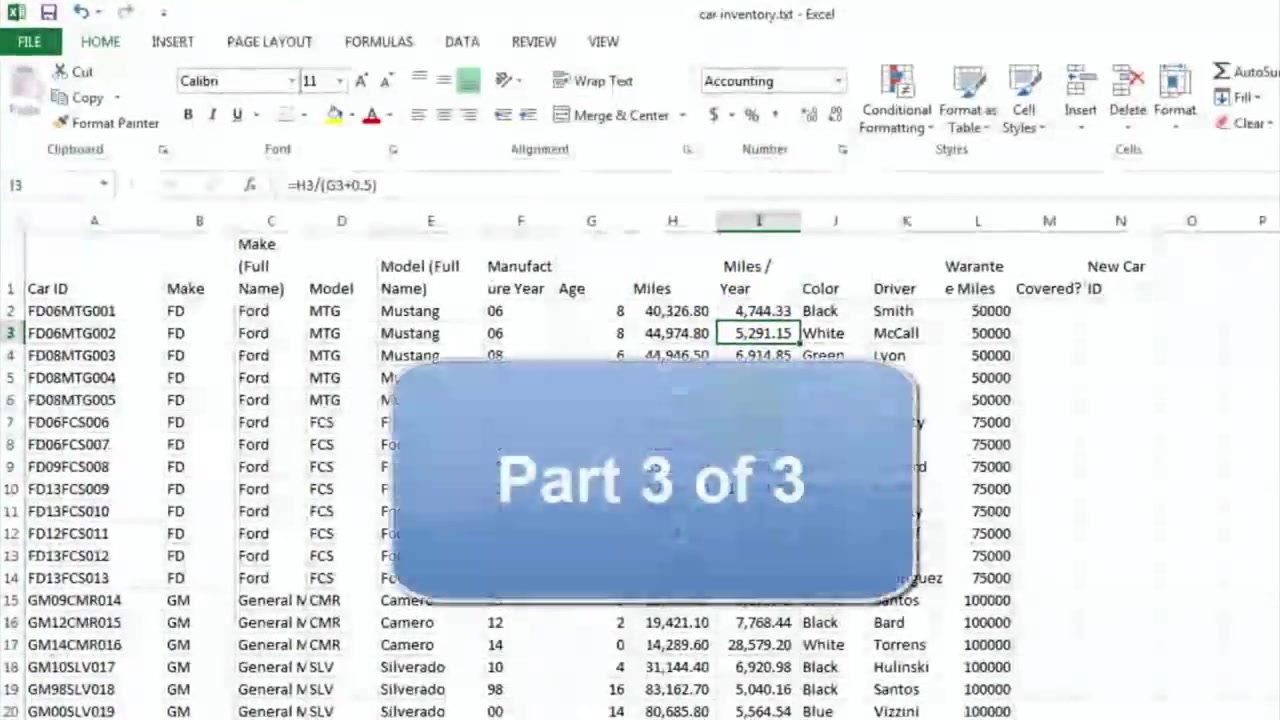 car inventory.txt - Excel
FILE HOME INSERT PAGE LAYOUT FORMULAS DATA REVIEW VIEW
Cut
Copy
Format Painter
Paste
Calibri 11
B I U
Wrap Text
Merge & Center
Accounting
$ % ,
Conditional Formatting
Format as Table
Cell Styles
Insert Delete Format
AutoSu
Fill
Clear
Clipboard Font Alignment Number Styles Cells
I3 fx =H3/(G3+0.5)
A B C D E F G H I J K L M N O P
1 Car ID Make Make (Full Name) Model Model (Full Name) Manufacture Year Age Miles Miles / Year Color Driver Warante e Miles Covered? New Car ID
2 FD06MTG001 FD Ford MTG Mustang 06 8 40,326.80 4,744.33 Black Smith 50000
3 FD06MTG002 FD Ford MTG Mustang 06 8 44,974.80 5,291.15 White McCall 50000
4 FD08MTG003 FD Ford MTG Mustang 08 6 44,946.50 6,914.85 Green Lyon 50000
5 FD08MTG004 FD Ford MTG 50000
6 FD08MTG005 FD Ford MTG 50000
7 FD06FCS006 FD Ford FCS 75000
8 FD06FCS007 FD Ford FCS 75000
9 FD09FCS008 FD Ford FCS 75000
10 FD13FCS009 FD Ford FCS 75000
11 FD13FCS010 FD Ford FCS 75000
12 FD12FCS011 FD Ford FCS 75000
13 FD13FCS012 FD Ford FCS 75000
14 FD13FCS013 FD Ford FCS 75000
Part 3 of 3
15 GM09CMR014 GM General M CMR Camero Santos 100000
16 GM12CMR015 GM General M CMR Camero 12 2 19,421.10 7,768.44 Black Bard 100000
17 GM14CMR016 GM General M CMR Camero 14 0 14,289.60 28,579.20 White Torrens 100000
18 GM10SLV017 GM General M SLV Silverado 10 4 31,144.40 6,920.98 Black Hulinski 100000
19 GM98SLV018 GM General M SLV Silverado 98 16 83,162.70 5,040.16 Black Santos 100000
20 GM00SLV019 GM General M SLV Silverado 00 14 80,685.80 5,564.54 Blue Vizzini 100000